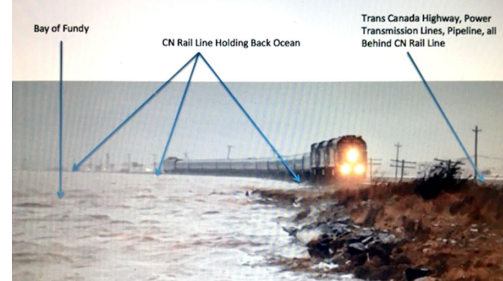 Bay of Fundy
CN Rail Line Holding Back Ocean
Trans Canada Highway, Power
Transmission Lines, Pipeline, all
Behind CN Rail Line